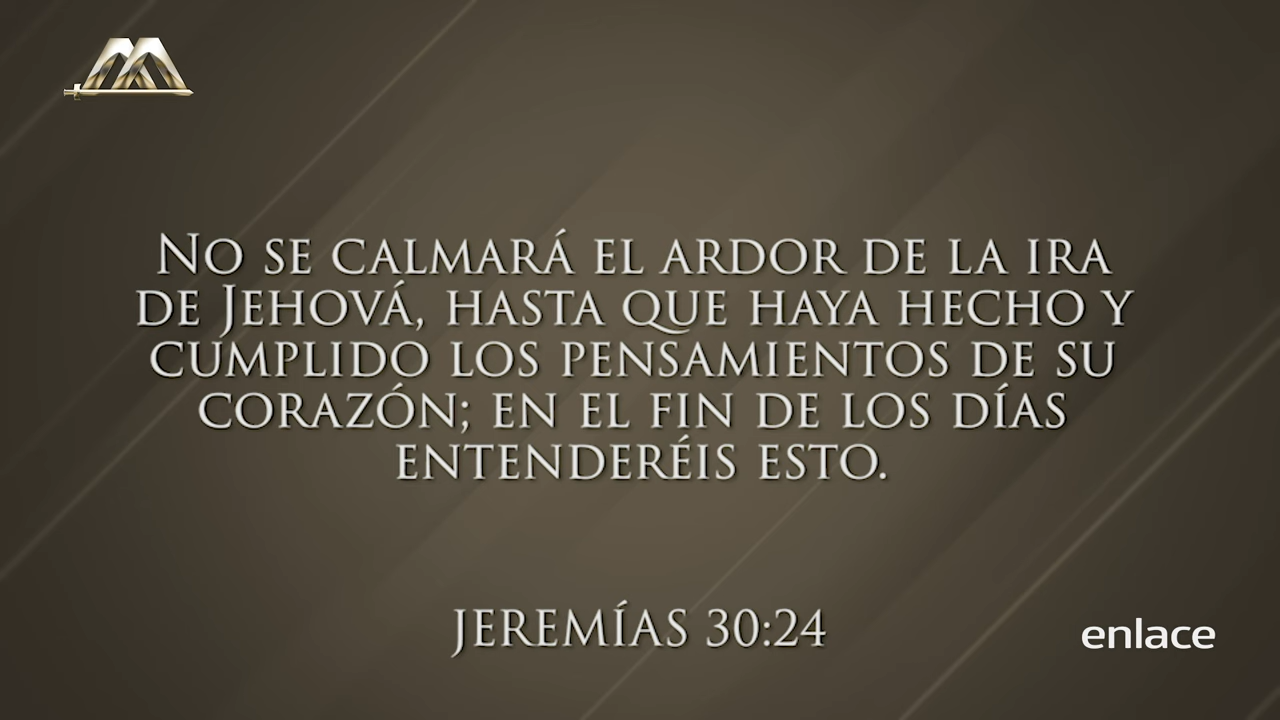 No se calmará el ardor de la ira
de Jehová, hasta que haya hecho y
cumplido los pensamientos de su
corazón; en el fin de los días
entenderéis esto.
JEREMÍAS 30:24
enlace